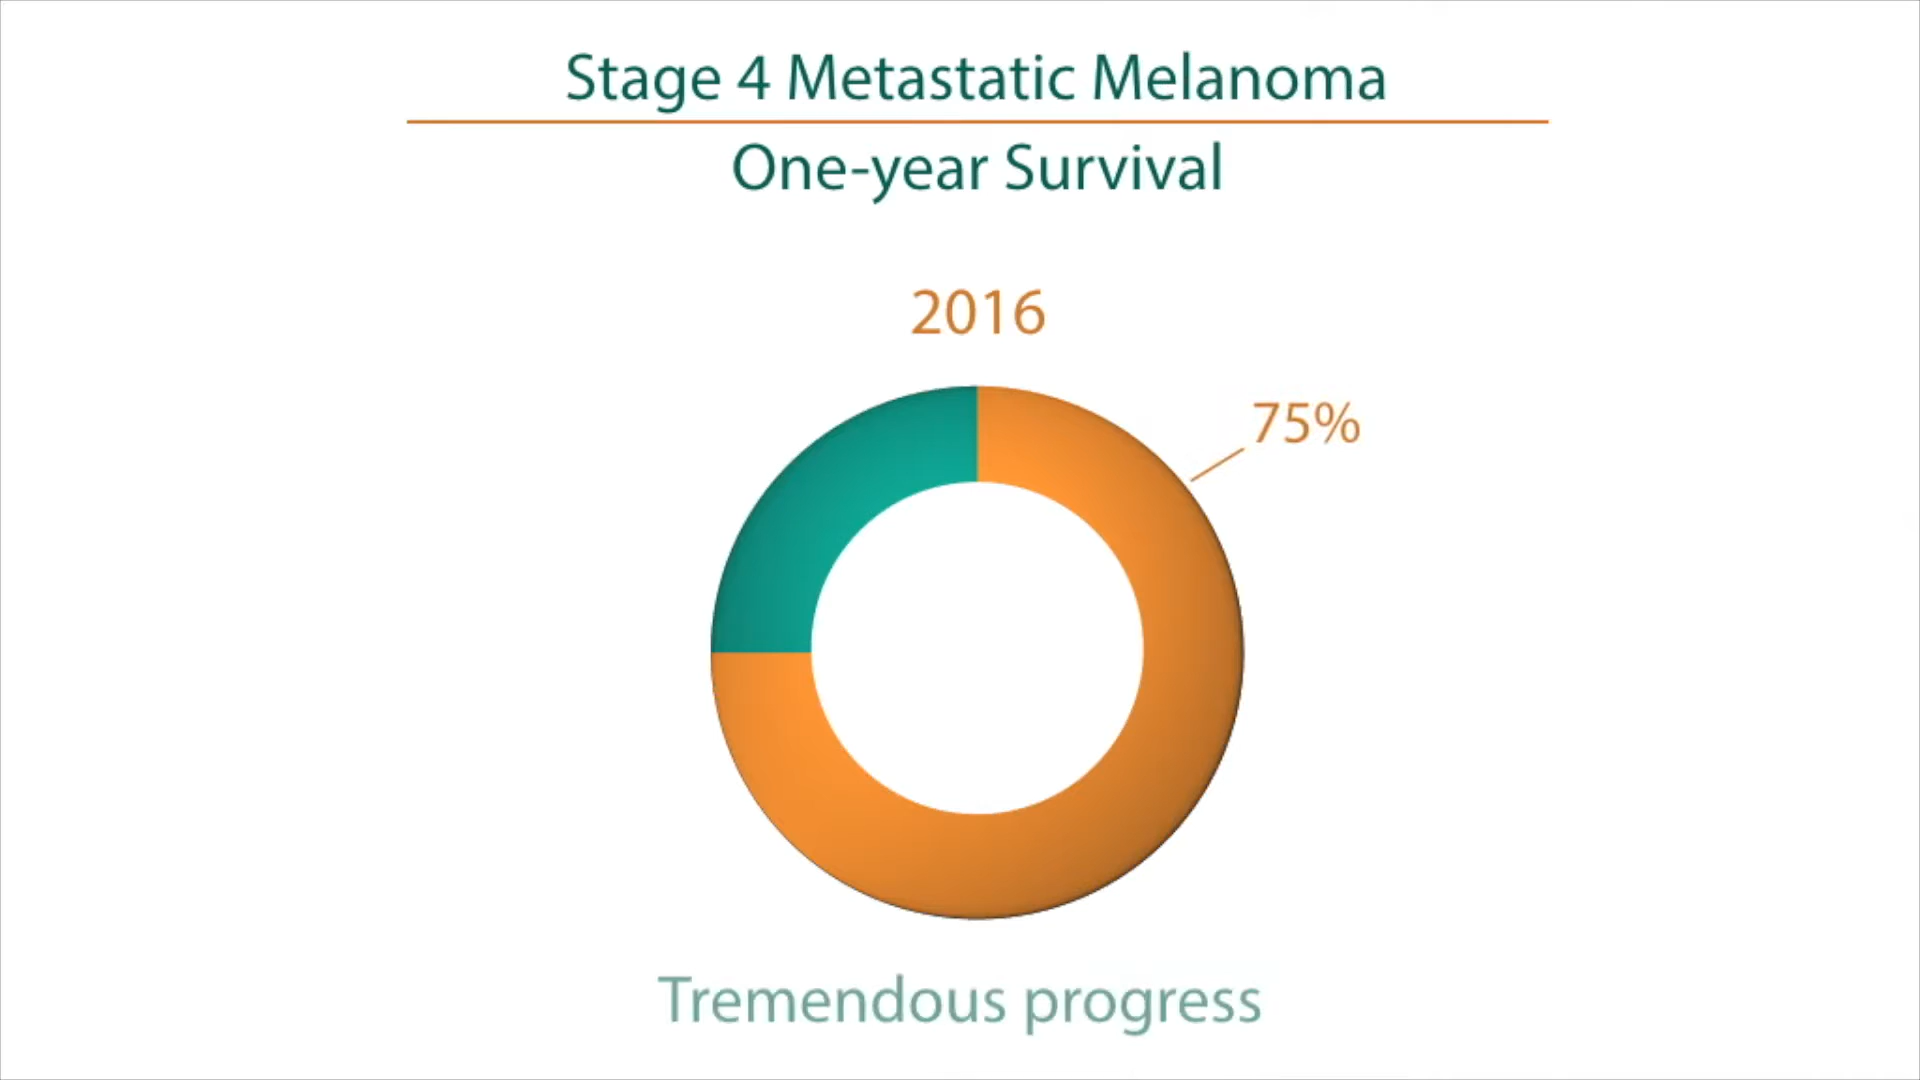 Stage 4 Metastatic Melanoma
One-year Survival
2016
75%
Tremendous progress